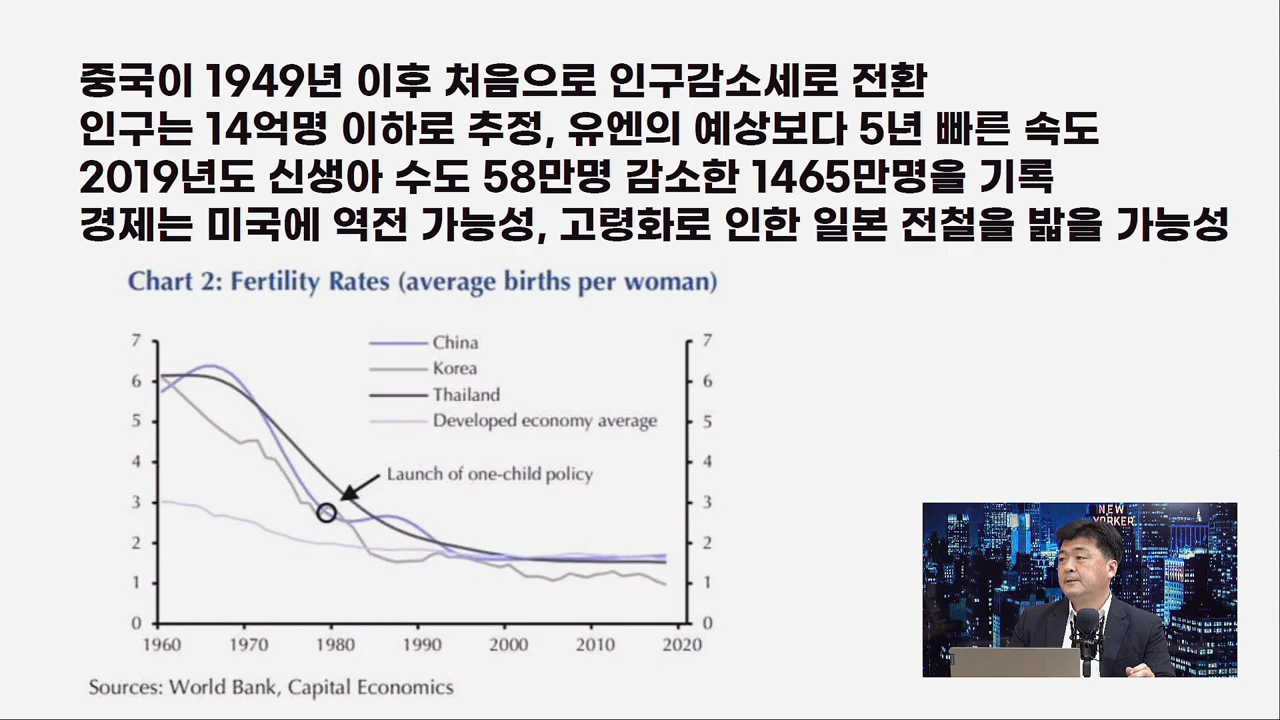 중국이 1949년 이후 처음으로 인구감소세로 전환
인구는 14억명 이하로 추정, 유엔의 예상보다 5년 빠른 속도
2019년도 신생아 수도 58만명 감소한 1465만명을 기록
경제는 미국에 역전 가능성, 고령화로 인한 일본 전철을 밟을 가능성
Chart 2: Fertility Rates (average births per woman)
7
6
5
4
3
2
1
0
China
Korea
Thailand
Developed economy average
Launch of one-child policy
7
6
5
4
3
2
1
0
1960 1970 1980 1990 2000 2010 2020
Sources: World Bank, Capital Economics
NEW
YORKER